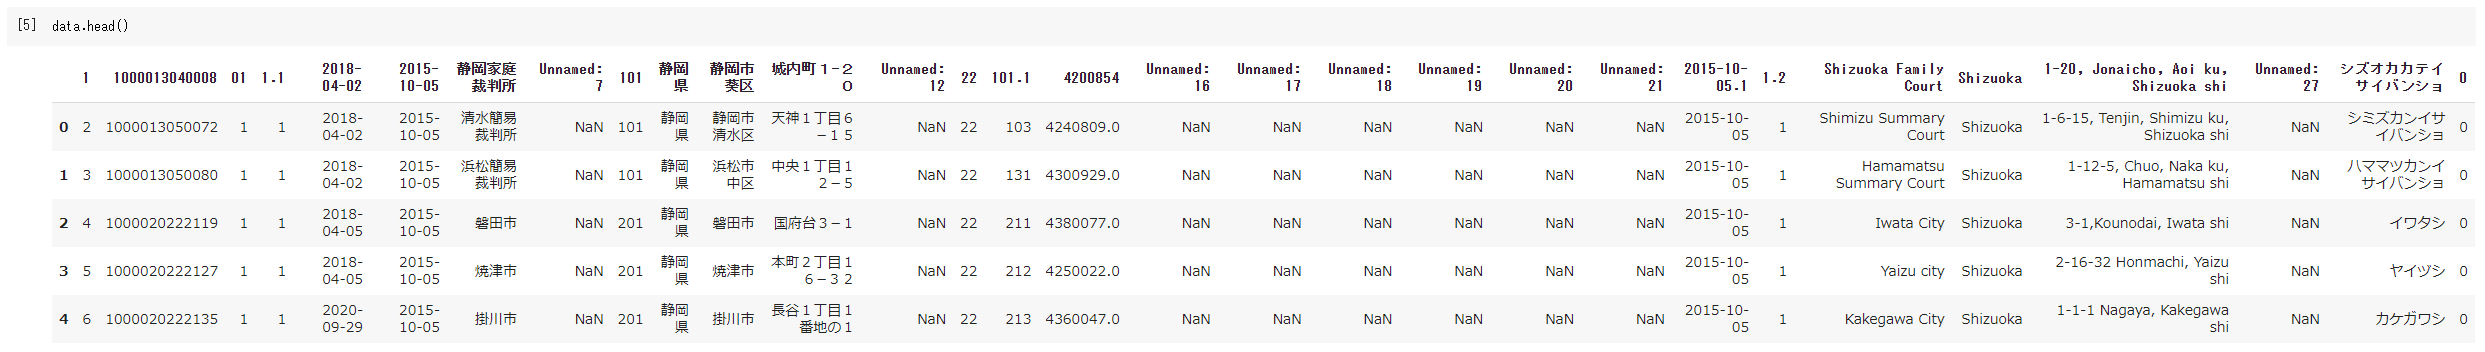 [5] data.head()
1 1000013040008 01 1.1 2018-04-02 2015-10-05 静岡家庭裁判所 Unnamed: 7 101 静岡県 静岡市葵区 城内町１－２０ Unnamed: 12 22 101.1 4200854 Unnamed: 16 Unnamed: 17 Unnamed: 18 Unnamed: 19 Unnamed: 20 Unnamed: 21 2015-10-05.1 1.2 Shizuoka Family Court Shizuoka 1-20, Jonaicho, Aoi ku, Shizuoka shi Unnamed: 27 シズオカカテイサイバンショ 0
0 2 1000013050072 1 1 2018-04-02 2015-10-05 清水簡易裁判所 NaN 101 静岡県 静岡市清水区 天神１丁目６－１５ NaN 22 103 4240809.0 NaN NaN NaN NaN NaN NaN 2015-10-05 1 Shimizu Summary Court Shizuoka 1-6-15, Tenjin, Shimizu ku, Shizuoka shi NaN シミズカンイサイバンショ 0
1 3 1000013050080 1 1 2018-04-02 2015-10-05 浜松簡易裁判所 NaN 101 静岡県 浜松市中区 中央１丁目１２－５ NaN 22 131 4300929.0 NaN NaN NaN NaN NaN NaN 2015-10-05 1 Hamamatsu Summary Court Shizuoka 1-12-5, Chuo, Naka ku, Hamamatsu shi NaN ハママツカンイサイバンショ 0
2 4 1000020222119 1 1 2018-04-05 2015-10-05 磐田市 NaN 201 静岡県 磐田市 国府台３－１ NaN 22 211 4380077.0 NaN NaN NaN NaN NaN NaN 2015-10-05 1 Iwata City Shizuoka 3-1,Kounodai, Iwata shi NaN イワタシ 0
3 5 1000020222127 1 1 2018-04-05 2015-10-05 焼津市 NaN 201 静岡県 焼津市 本町２丁目１６－３２ NaN 22 212 4250022.0 NaN NaN NaN NaN NaN NaN 2015-10-05 1 Yaizu city Shizuoka 2-16-32 Honmachi, Yaizu shi NaN ヤイヅシ 0
4 6 1000020222135 1 1 2020-09-29 2015-10-05 掛川市 NaN 201 静岡県 掛川市 長谷１丁目１番地の１ NaN 22 213 4360047.0 NaN NaN NaN NaN NaN NaN 2015-10-05 1 Kakegawa City Shizuoka 1-1-1 Nagaya, Kakegawa shi NaN カケガワシ 0